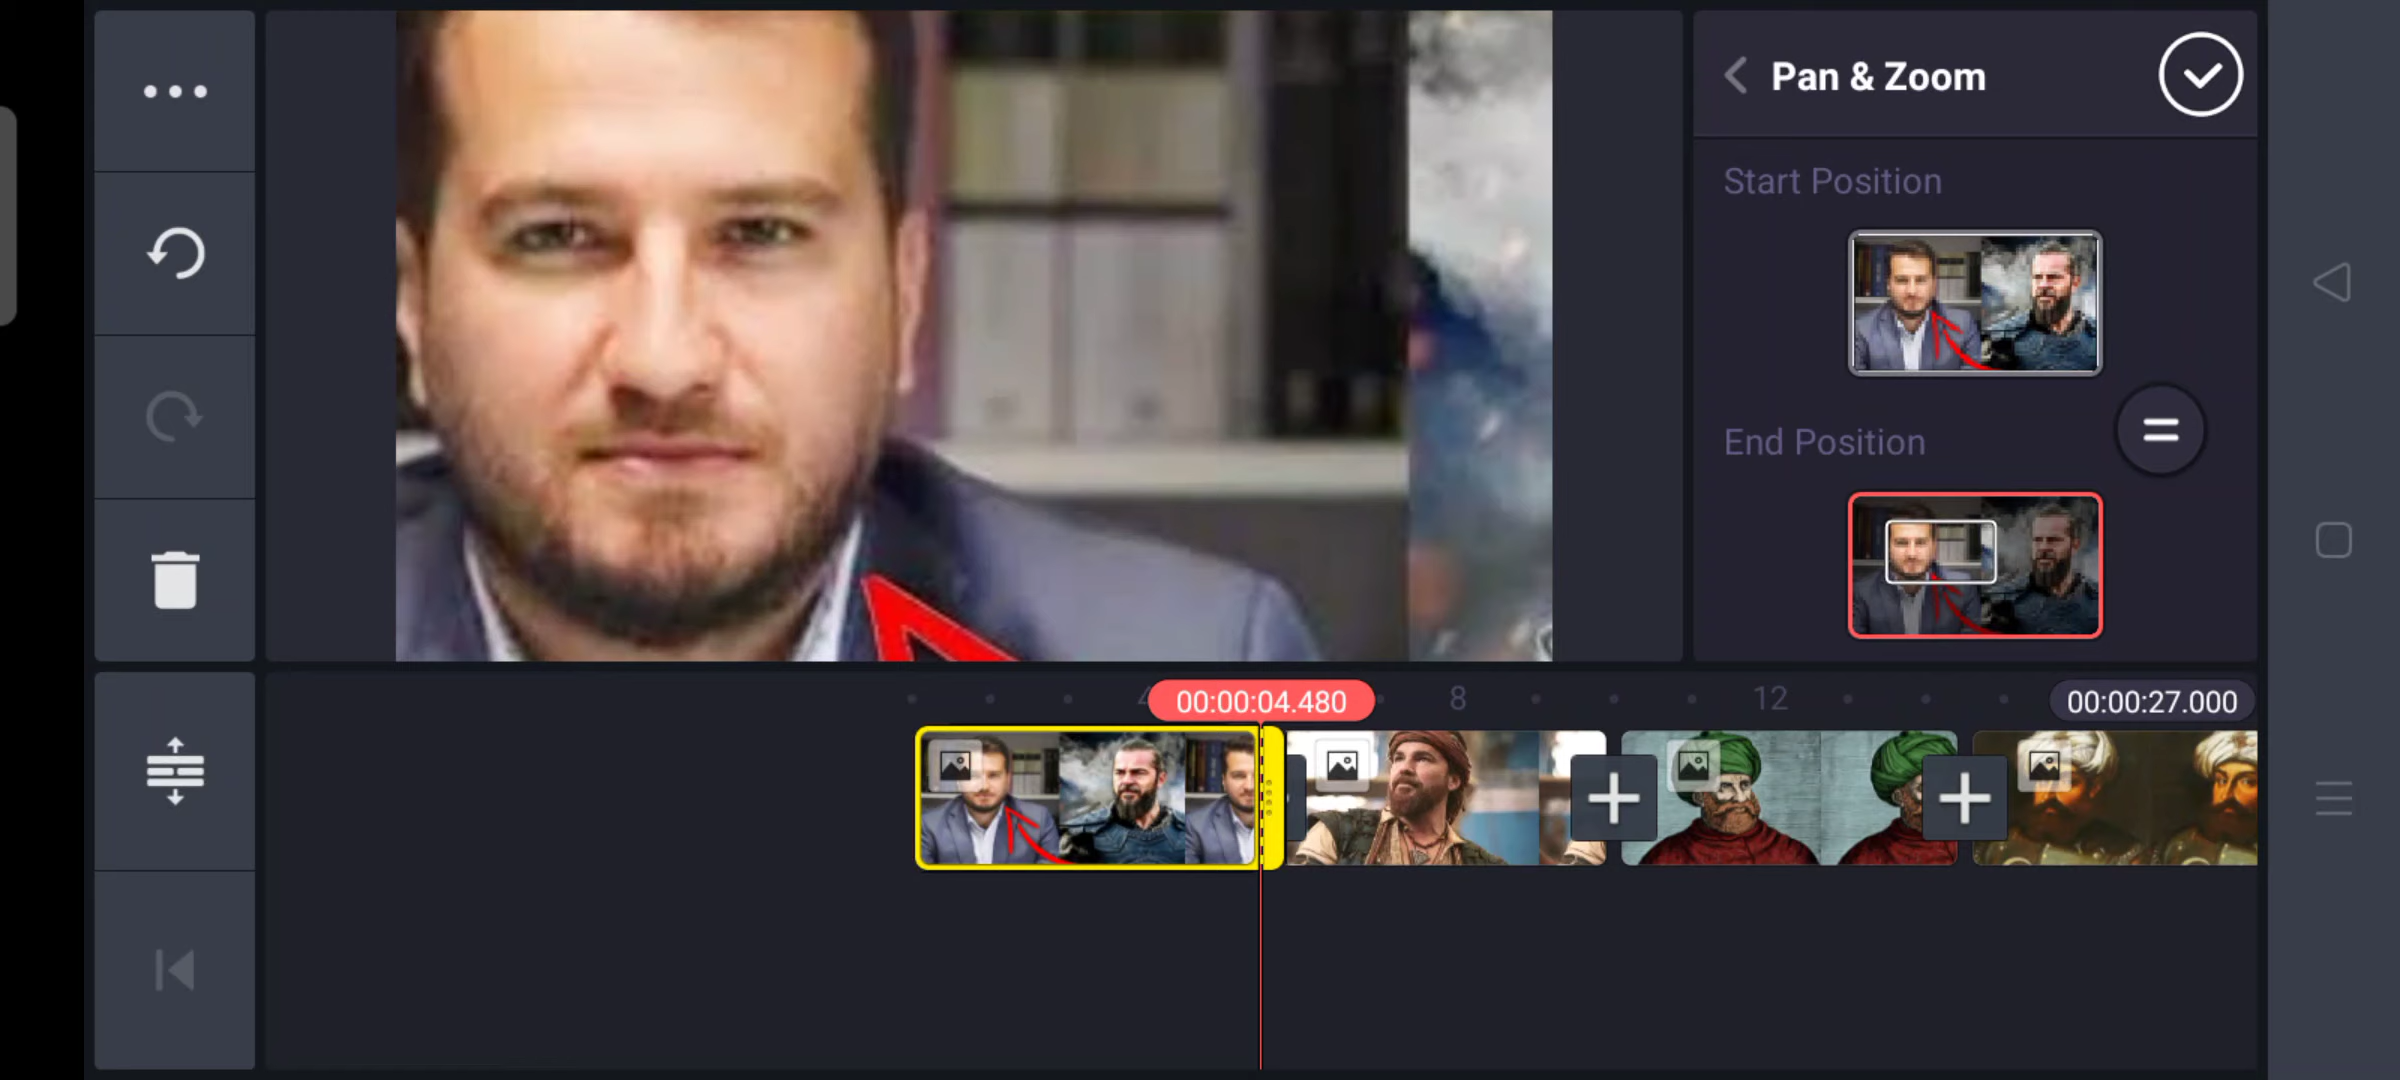 Pan & Zoom
Start Position
End Position
00:00:04.480
8
12
00:00:27.000